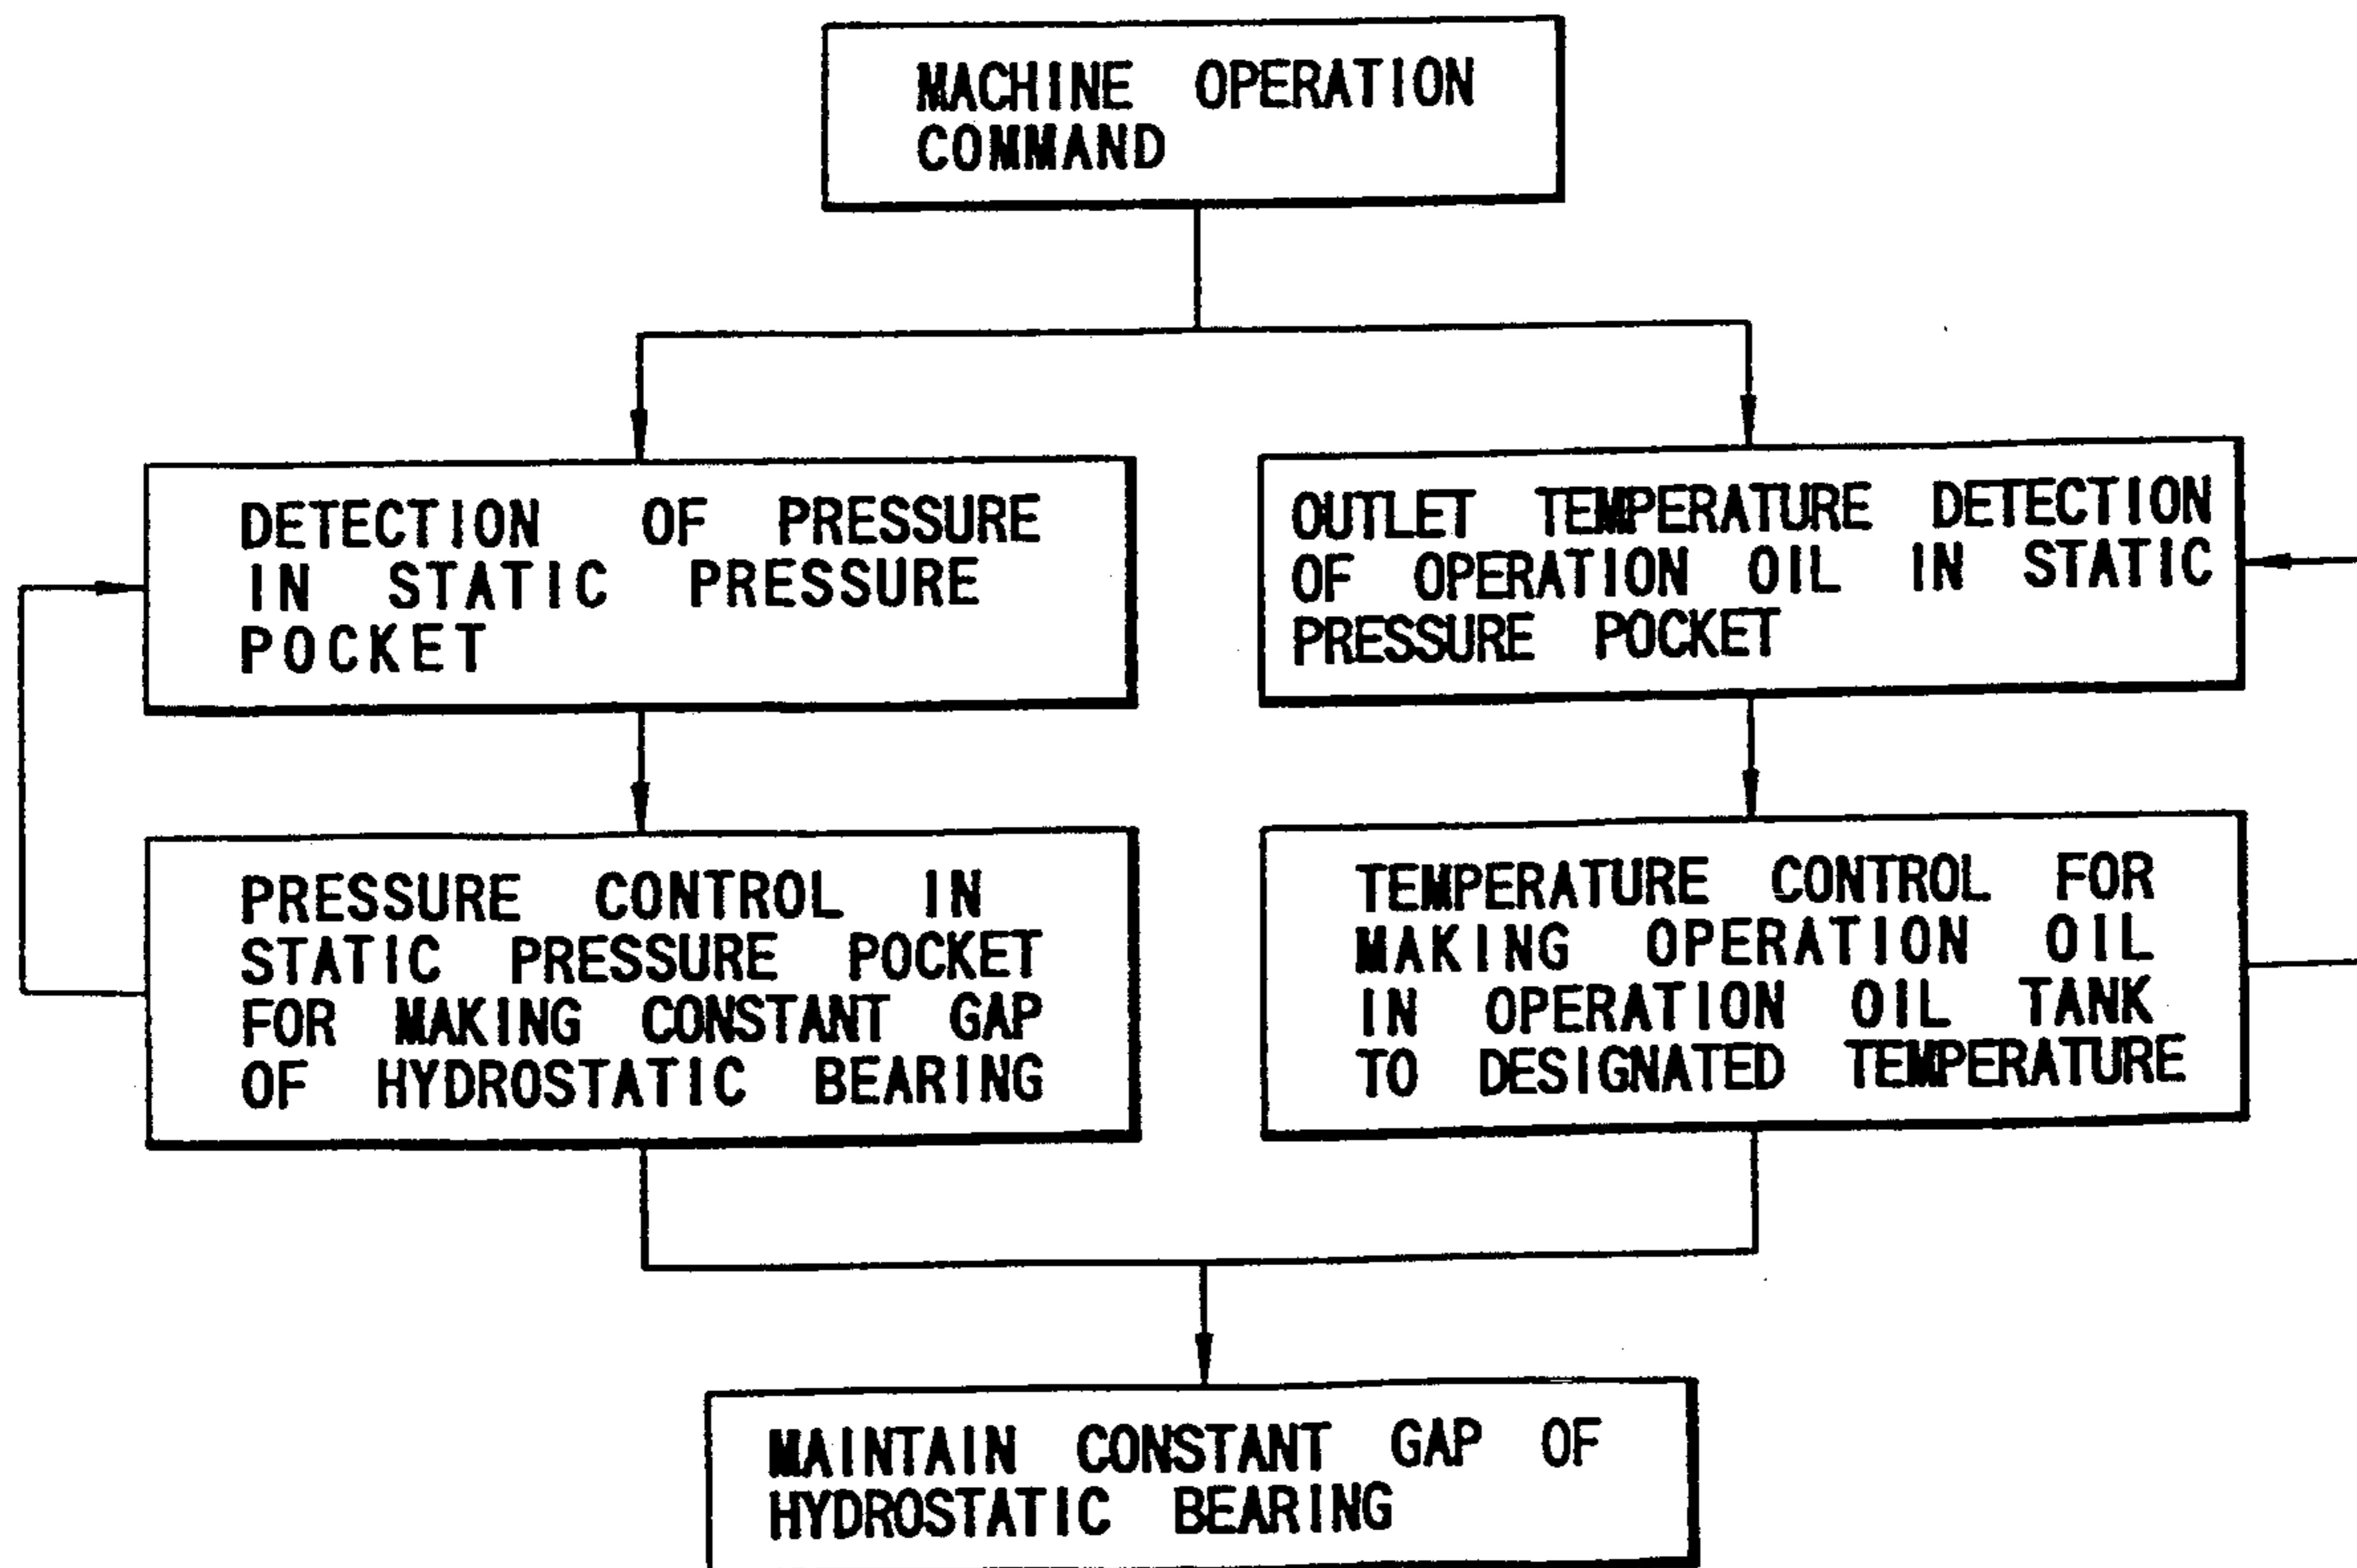 MACHINE OPERATION
COMMAND
DETECTION OF PRESSURE
IN STATIC PRESSURE
POCKET
OUTLET TEMPERATURE DETECTION
OF OPERATION OIL IN STATIC
PRESSURE POCKET
PRESSURE CONTROL IN
STATIC PRESSURE POCKET
FOR MAKING CONSTANT GAP
OF HYDROSTATIC BEARING
TEMPERATURE CONTROL FOR
MAKING OPERATION OIL
IN OPERATION OIL TANK
TO DESIGNATED TEMPERATURE
MAINTAIN CONSTANT GAP OF
HYDROSTATIC BEARING